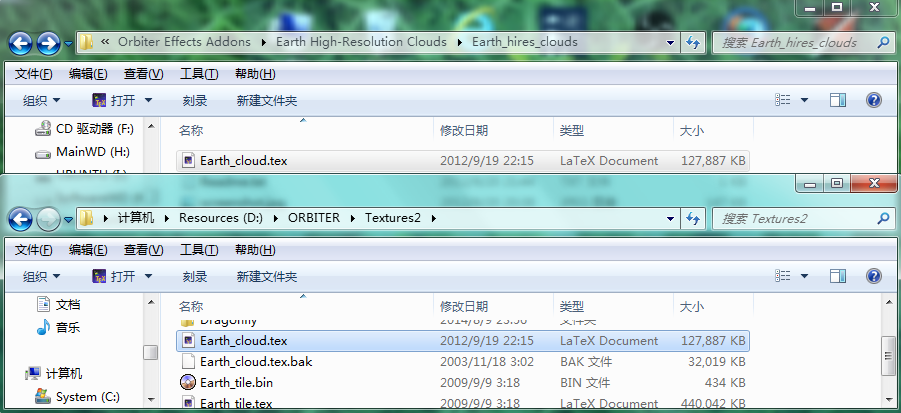 « Orbiter Effects Addons Earth High-Resolution Clouds Earth_hires_clouds 搜索 Earth_hires_clouds
文件(F) 编辑(E) 查看(V) 工具(T) 帮助(H)
组织 打开 刻录 新建文件夹
名称 修改日期 类型 大小
CD 驱动器 (F:)
MainWD (H:)
Earth_cloud.tex 2012/9/19 22:15 LaTeX Document 127,887 KB
计算机 Resources (D:) ORBITER Textures2 搜索 Textures2
文件(F) 编辑(E) 查看(V) 工具(T) 帮助(H)
组织 打开 刻录 新建文件夹
名称 修改日期 类型 大小
文档
音乐
计算机
System (C:)
Dragonfly 2014/8/9 23:56 文件夹
Earth_cloud.tex 2012/9/19 22:15 LaTeX Document 127,887 KB
Earth_cloud.tex.bak 2003/11/18 3:02 BAK 文件 32,019 KB
Earth_tile.bin 2009/9/9 3:18 BIN 文件 434 KB
Earth_tile.tex 2009/9/9 3:18 LaTeX Document 440,042 KB